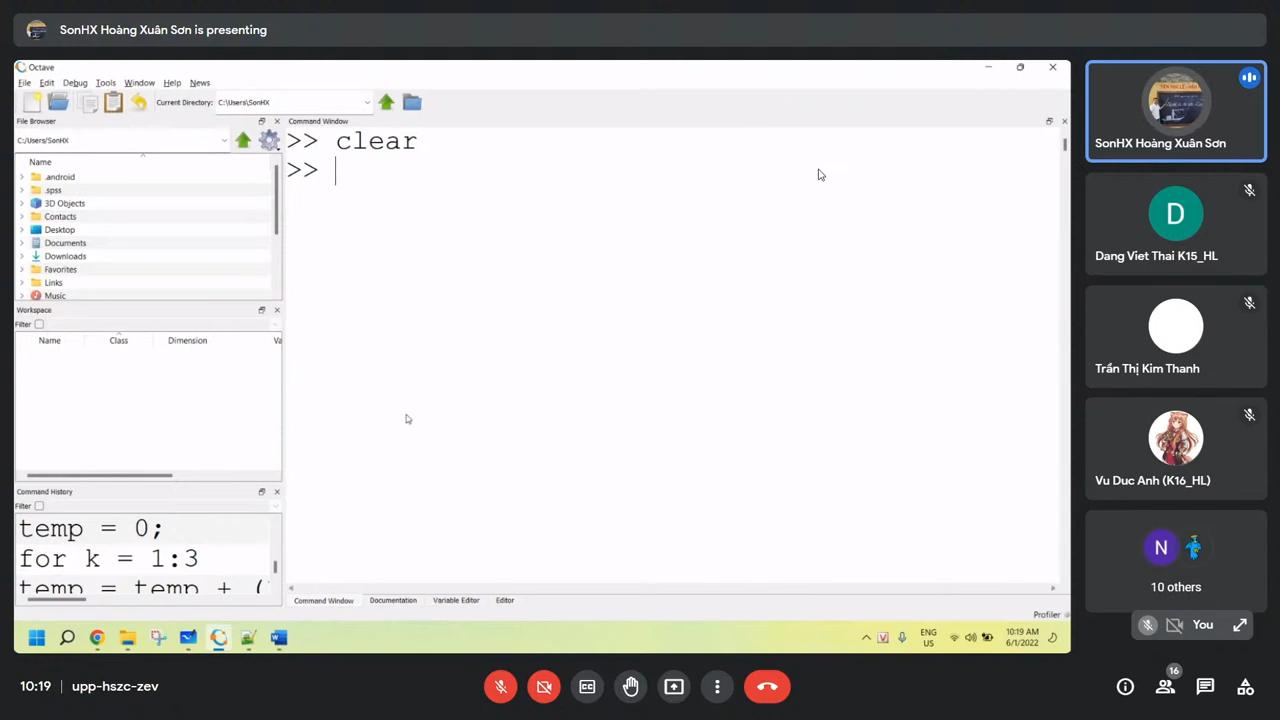 SonHX Hoàng Xuân Sơn is presenting
Octave
File Edit Debug Tools Window Help News
Current Directory: C:\Users\SonHX
File Browser
C:/Users/SonHX
Name
.android
.spss
3D Objects
Contacts
Desktop
Documents
Downloads
Favorites
Links
Music
Workspace
Filter
Name Class Dimension Va
Command History
Filter
temp = 0;
for k = 1:3
temp = temp + (
Command Window
>> clear
>>
Command Window Documentation Variable Editor Editor
Profiler
ENG
US
10:19 AM
6/1/2022
SonHX Hoàng Xuân Sơn
D
Dang Viet Thai K15_HL
Trần Thị Kim Thanh
Vu Duc Anh (K16_HL)
N
10 others
You
10:19 | upp-hszc-zev
16